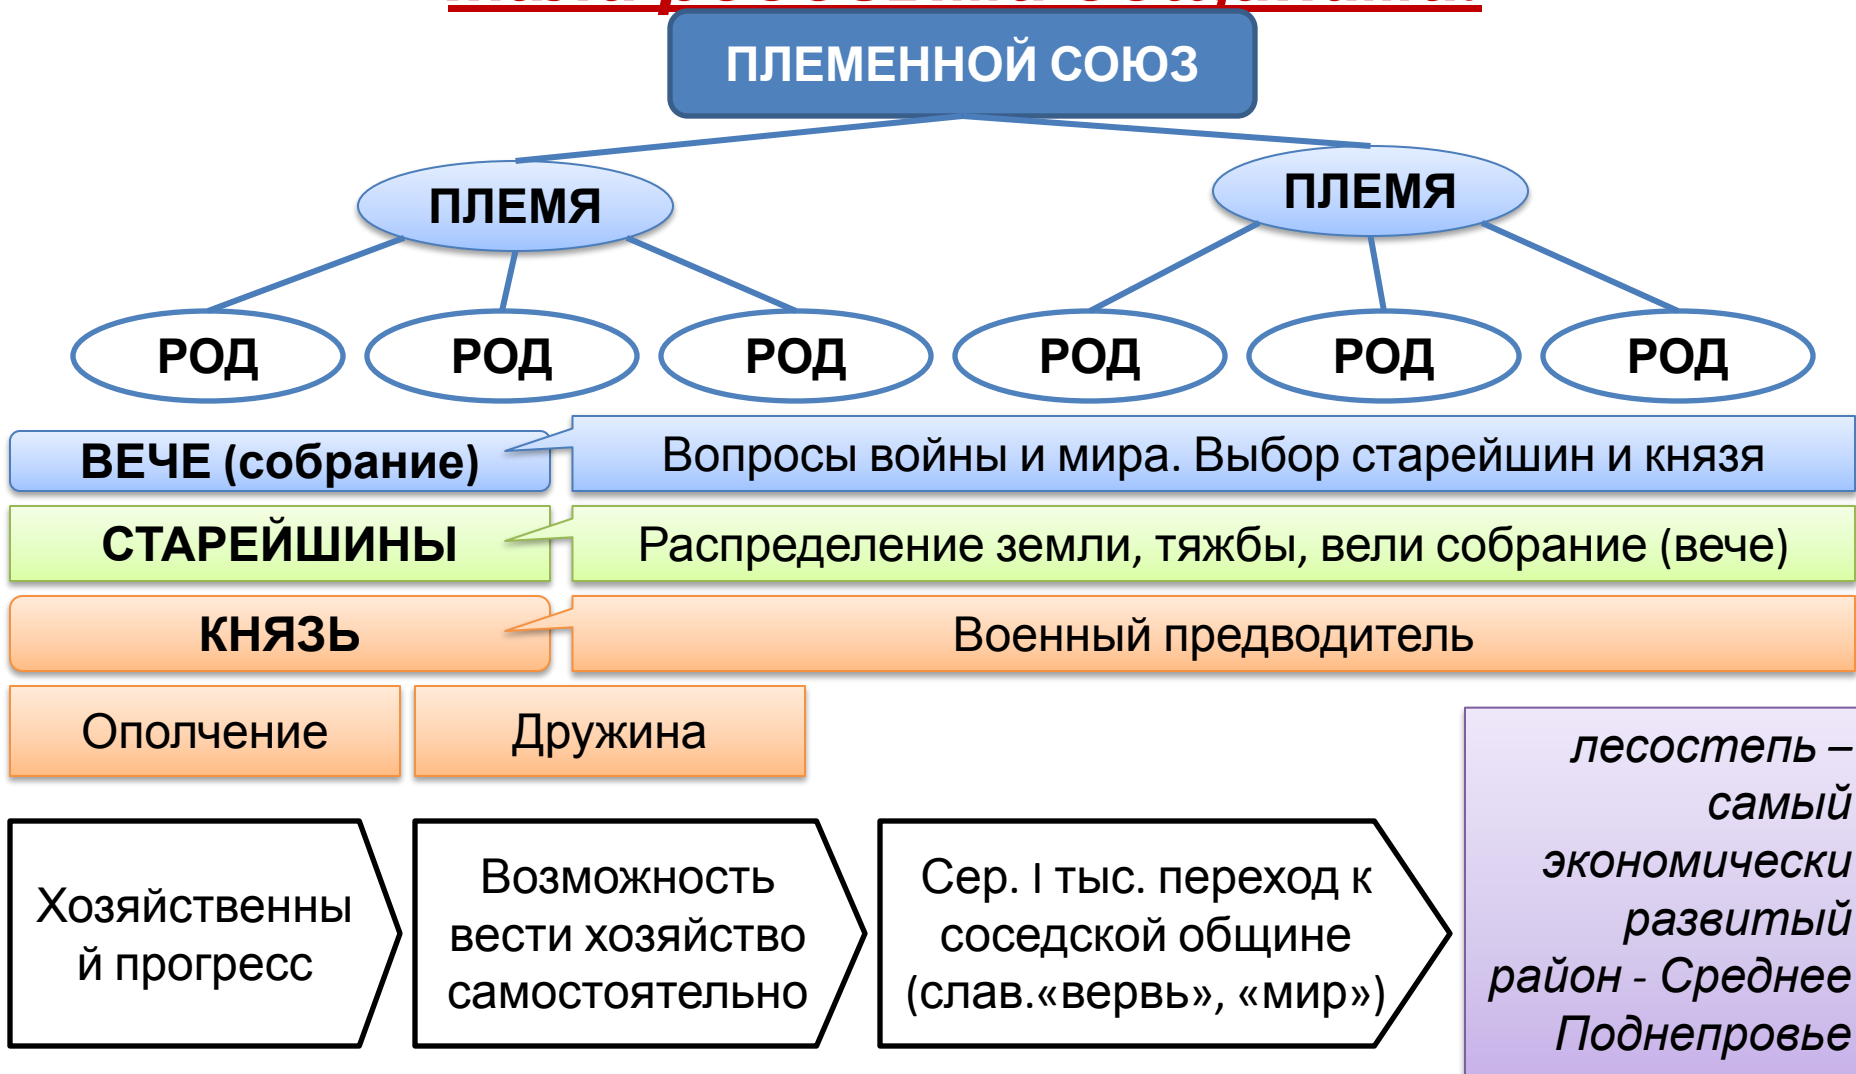 ПЛЕМЕННОЙ СОЮЗ
ПЛЕМЯ
ПЛЕМЯ
РОД
РОД
РОД
РОД
РОД
РОД
ВЕЧЕ (собрание)
Вопросы войны и мира. Выбор старейшин и князя
СТАРЕЙШИНЫ
Распределение земли, тяжбы, вели собрание (вече)
КНЯЗЬ
Военный предводитель
Ополчение
Дружина
Хозяйственны
й прогресс
Возможность
вести хозяйство
самостоятельно
Сер. I тыс. переход к
соседской общине
(слав.«вервь», «мир»)
лесостепь –
самый
экономически
развитый
район - Среднее
Поднепровье